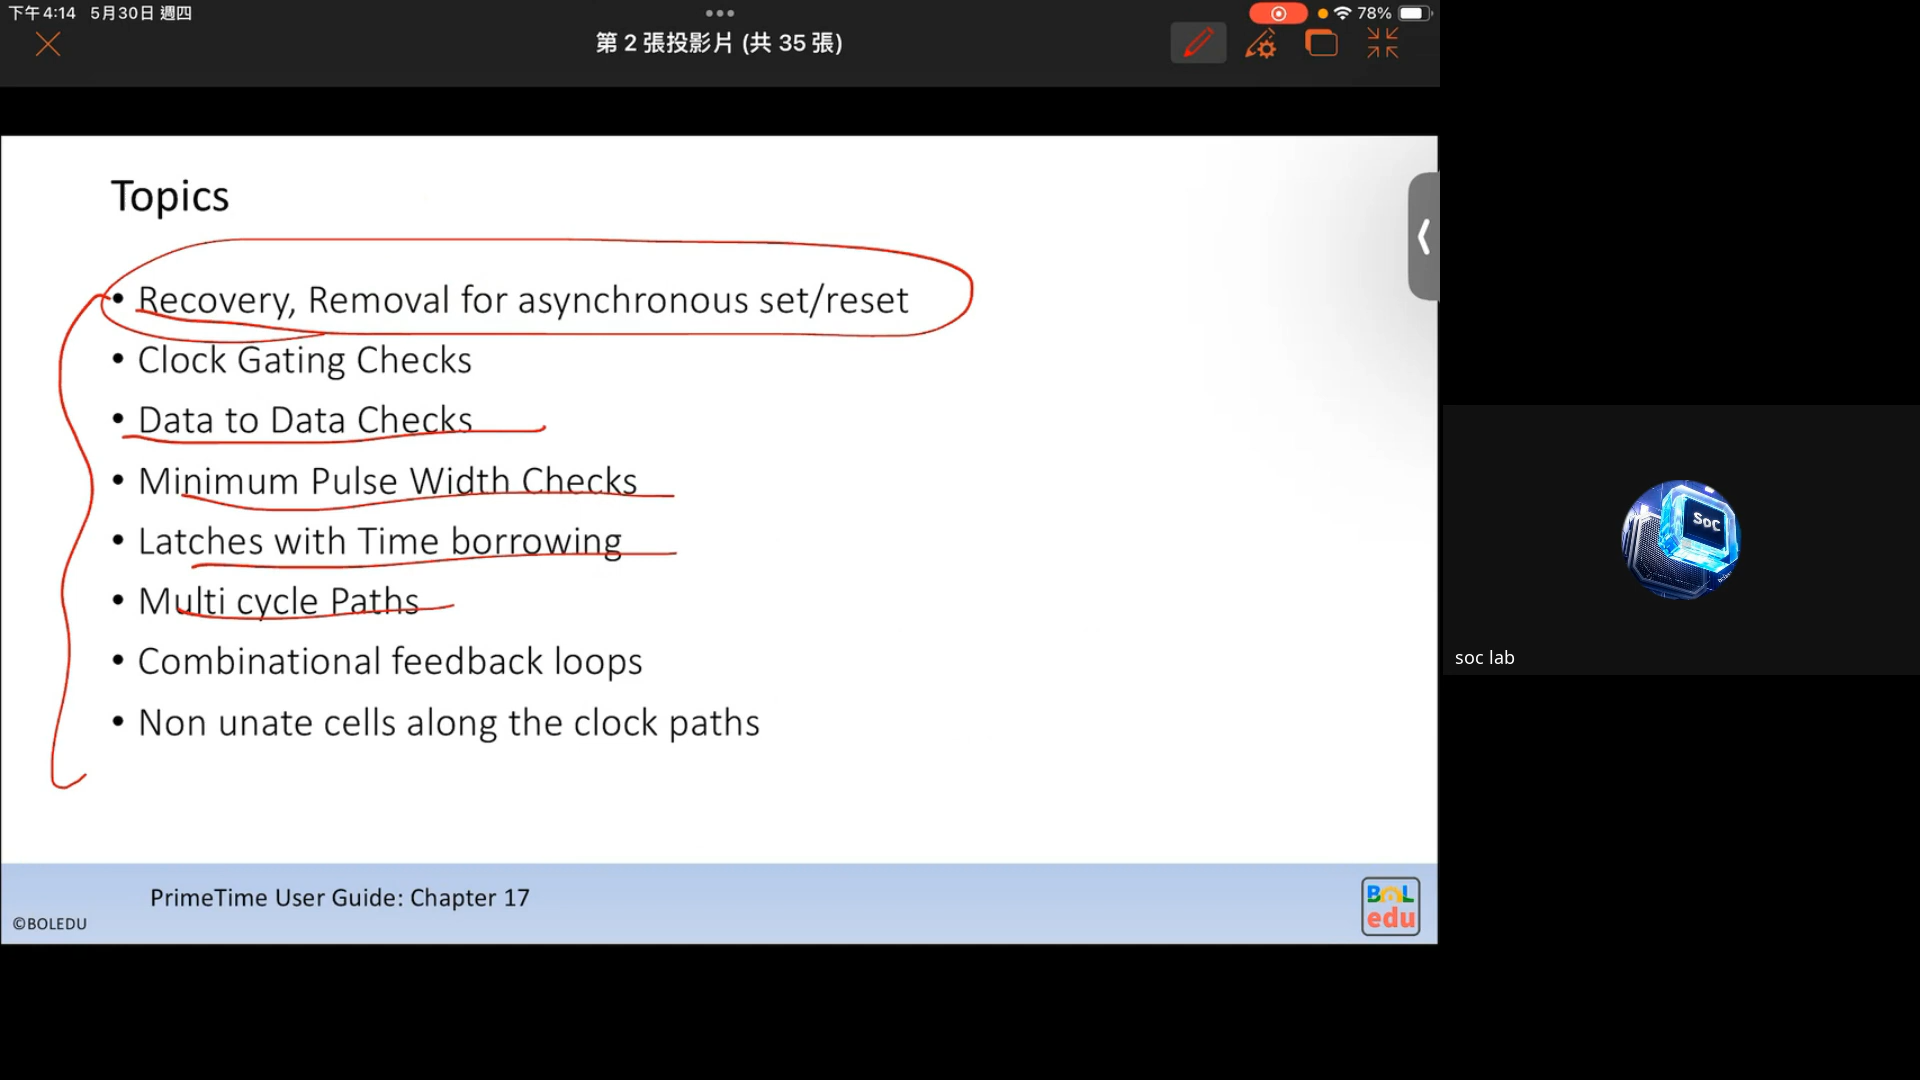 下午4:14 5月30日 週四
78%
第 2 張投影片 (共 35 張)
Topics
• Recovery, Removal for asynchronous set/reset
• Clock Gating Checks
• Data to Data Checks
• Minimum Pulse Width Checks
• Latches with Time borrowing
• Multi cycle Paths
• Combinational feedback loops
• Non unate cells along the clock paths
PrimeTime User Guide: Chapter 17
©BOLEDU
BOL
edu
SoC
soc lab